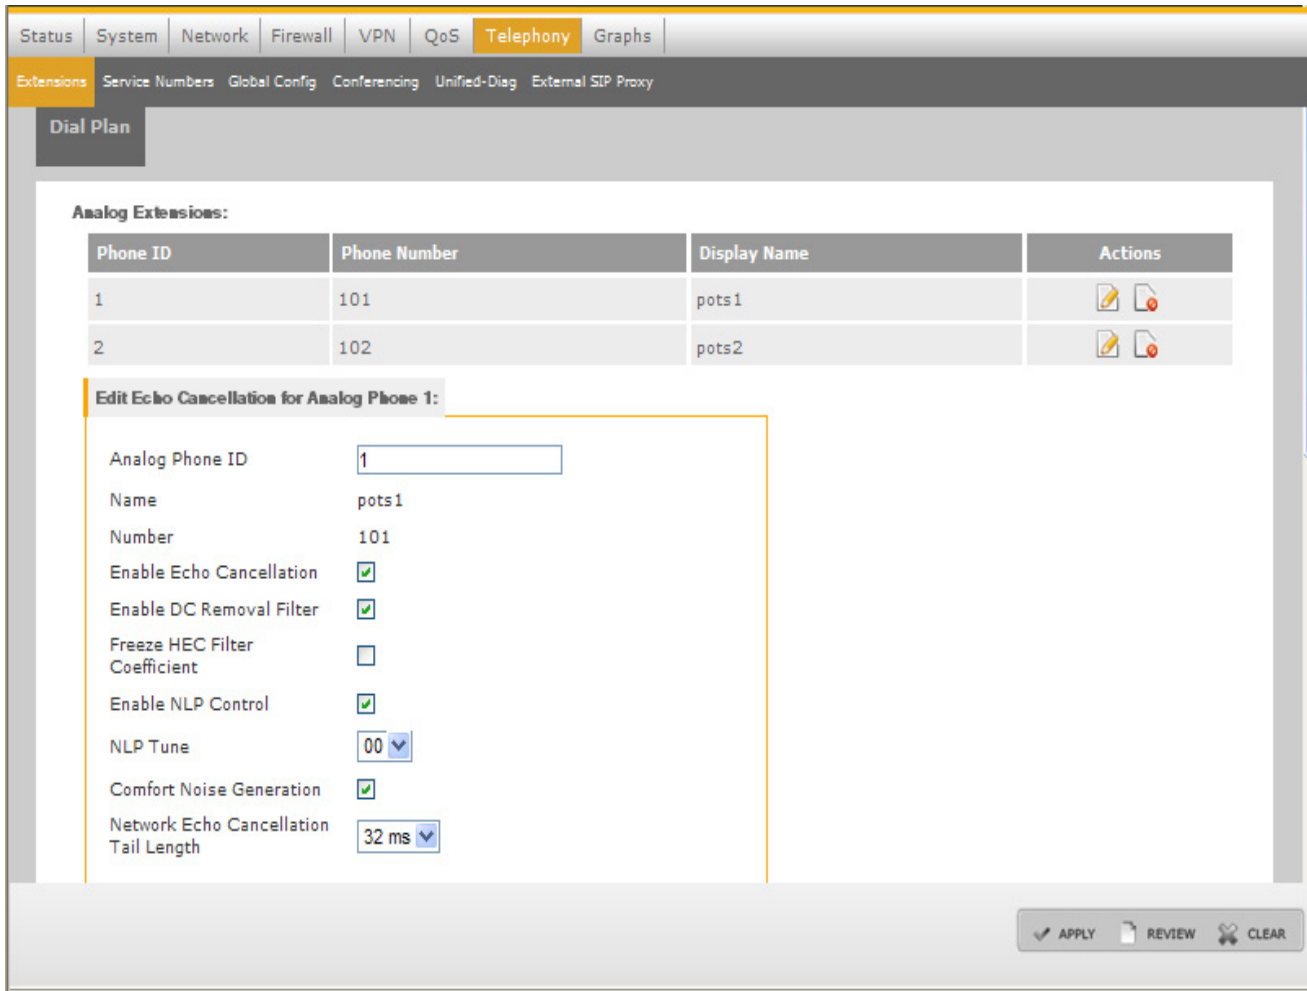 Status System Network Firewall VPN QoS Telephony Graphs
Extensions Service Numbers Global Config Conferencing Unified-Diag External SIP Proxy
Dial Plan
Analog Extensions:
Phone ID Phone Number Display Name Actions
1 101 pots1
2 102 pots2
Edit Echo Cancellation for Analog Phone 1:
Analog Phone ID 1
Name pots1
Number 101
Enable Echo Cancellation
Enable DC Removal Filter
Freeze HEC Filter
Coefficient
Enable NLP Control
NLP Tune 00
Comfort Noise Generation
Network Echo Cancellation
Tail Length 32 ms
APPLY REVIEW CLEAR